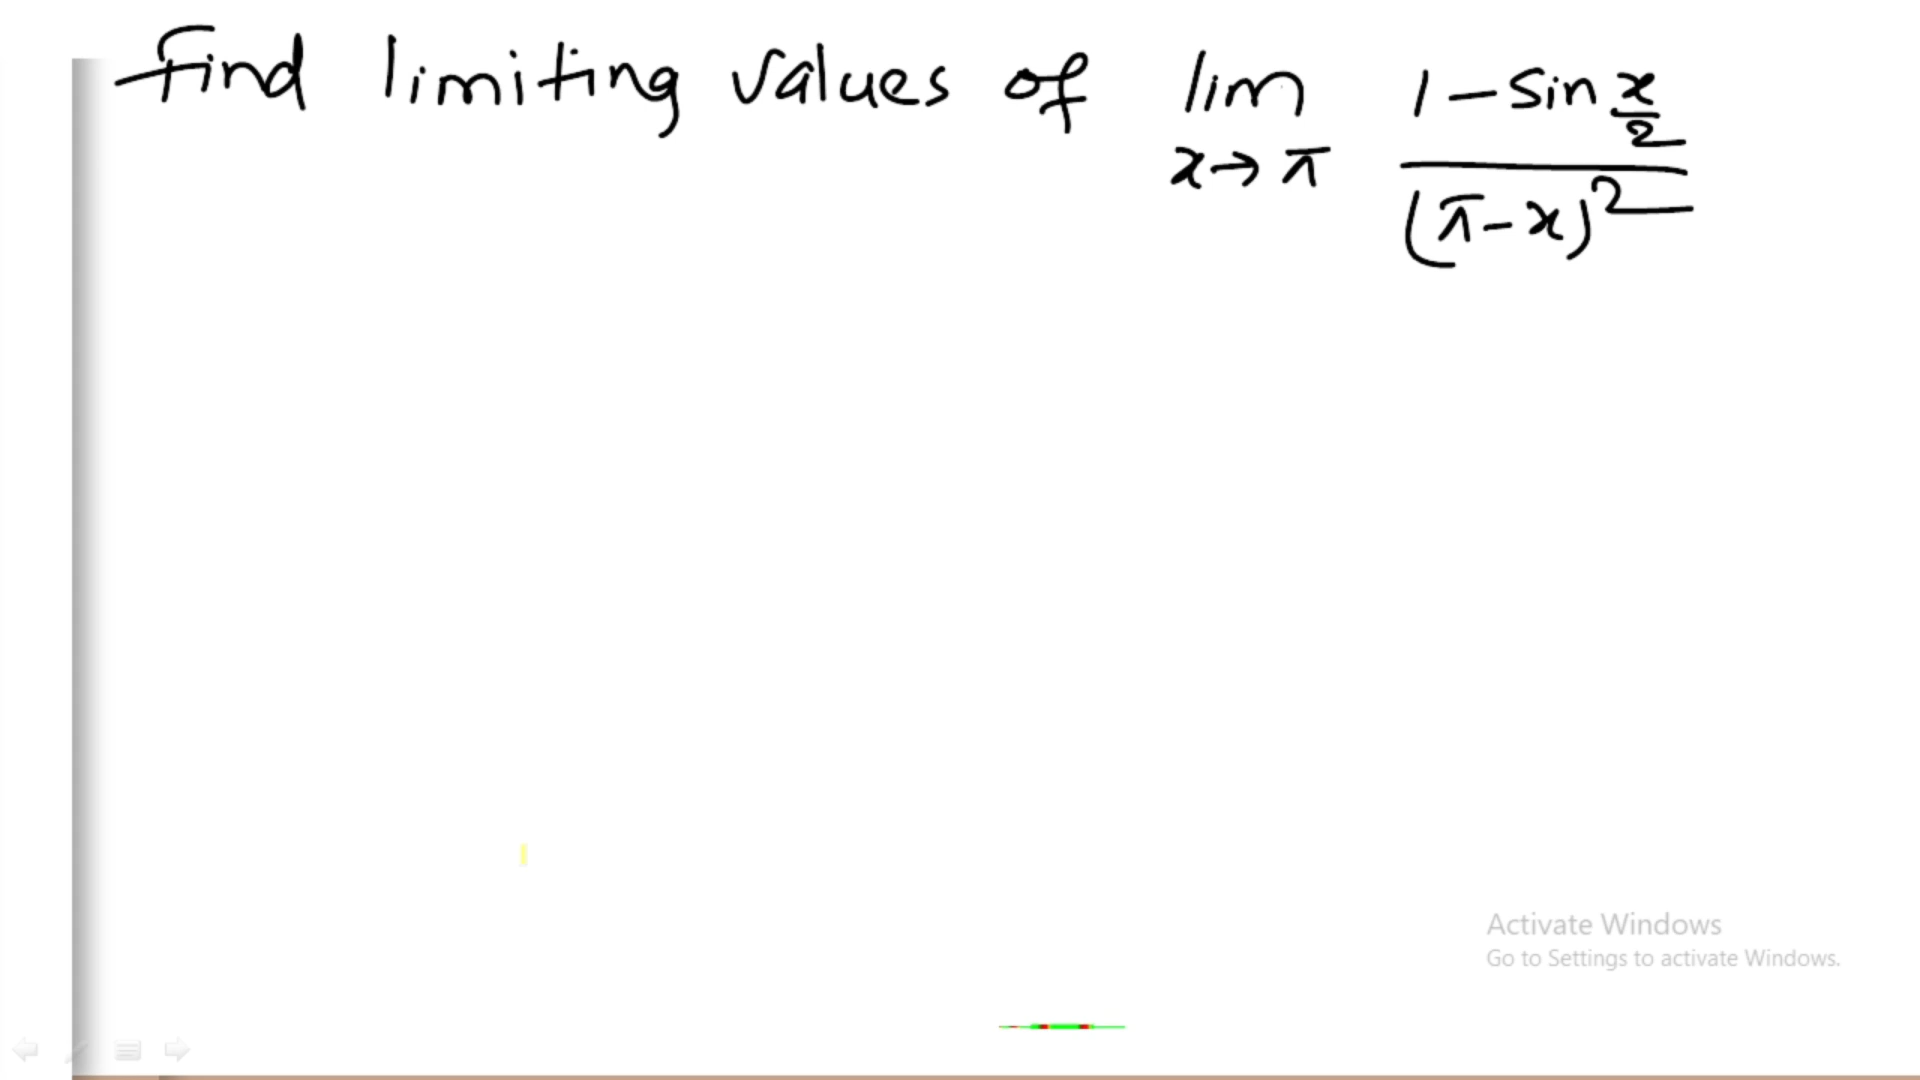 find limiting values of lim x→π (1 - sin x/2) / (π-x)^2
Activate Windows
Go to Settings to activate Windows.